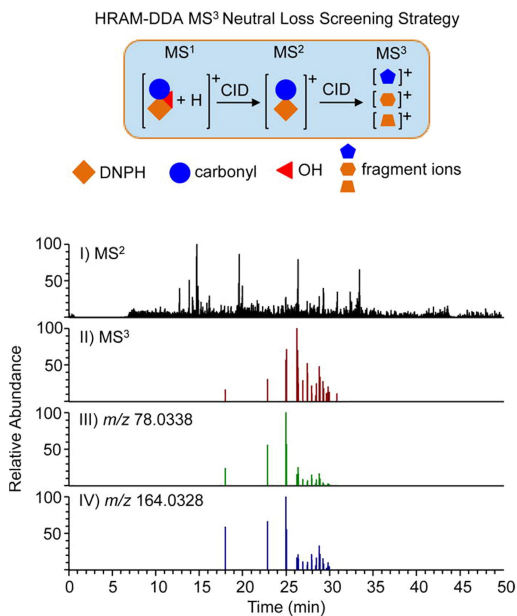 HRAM-DDA MS³ Neutral Loss Screening Strategy
MS¹ MS² MS³
[ + H ]⁺ CID [ ]⁺ CID [ ]⁺
[ ]⁺
[ ]⁺
DNPH carbonyl OH fragment ions
Relative Abundance
I) MS²
100
50
II) MS³
100
50
III) m/z 78.0338
100
50
IV) m/z 164.0328
100
50
0 5 10 15 20 25 30 35 40 45 50
Time (min)